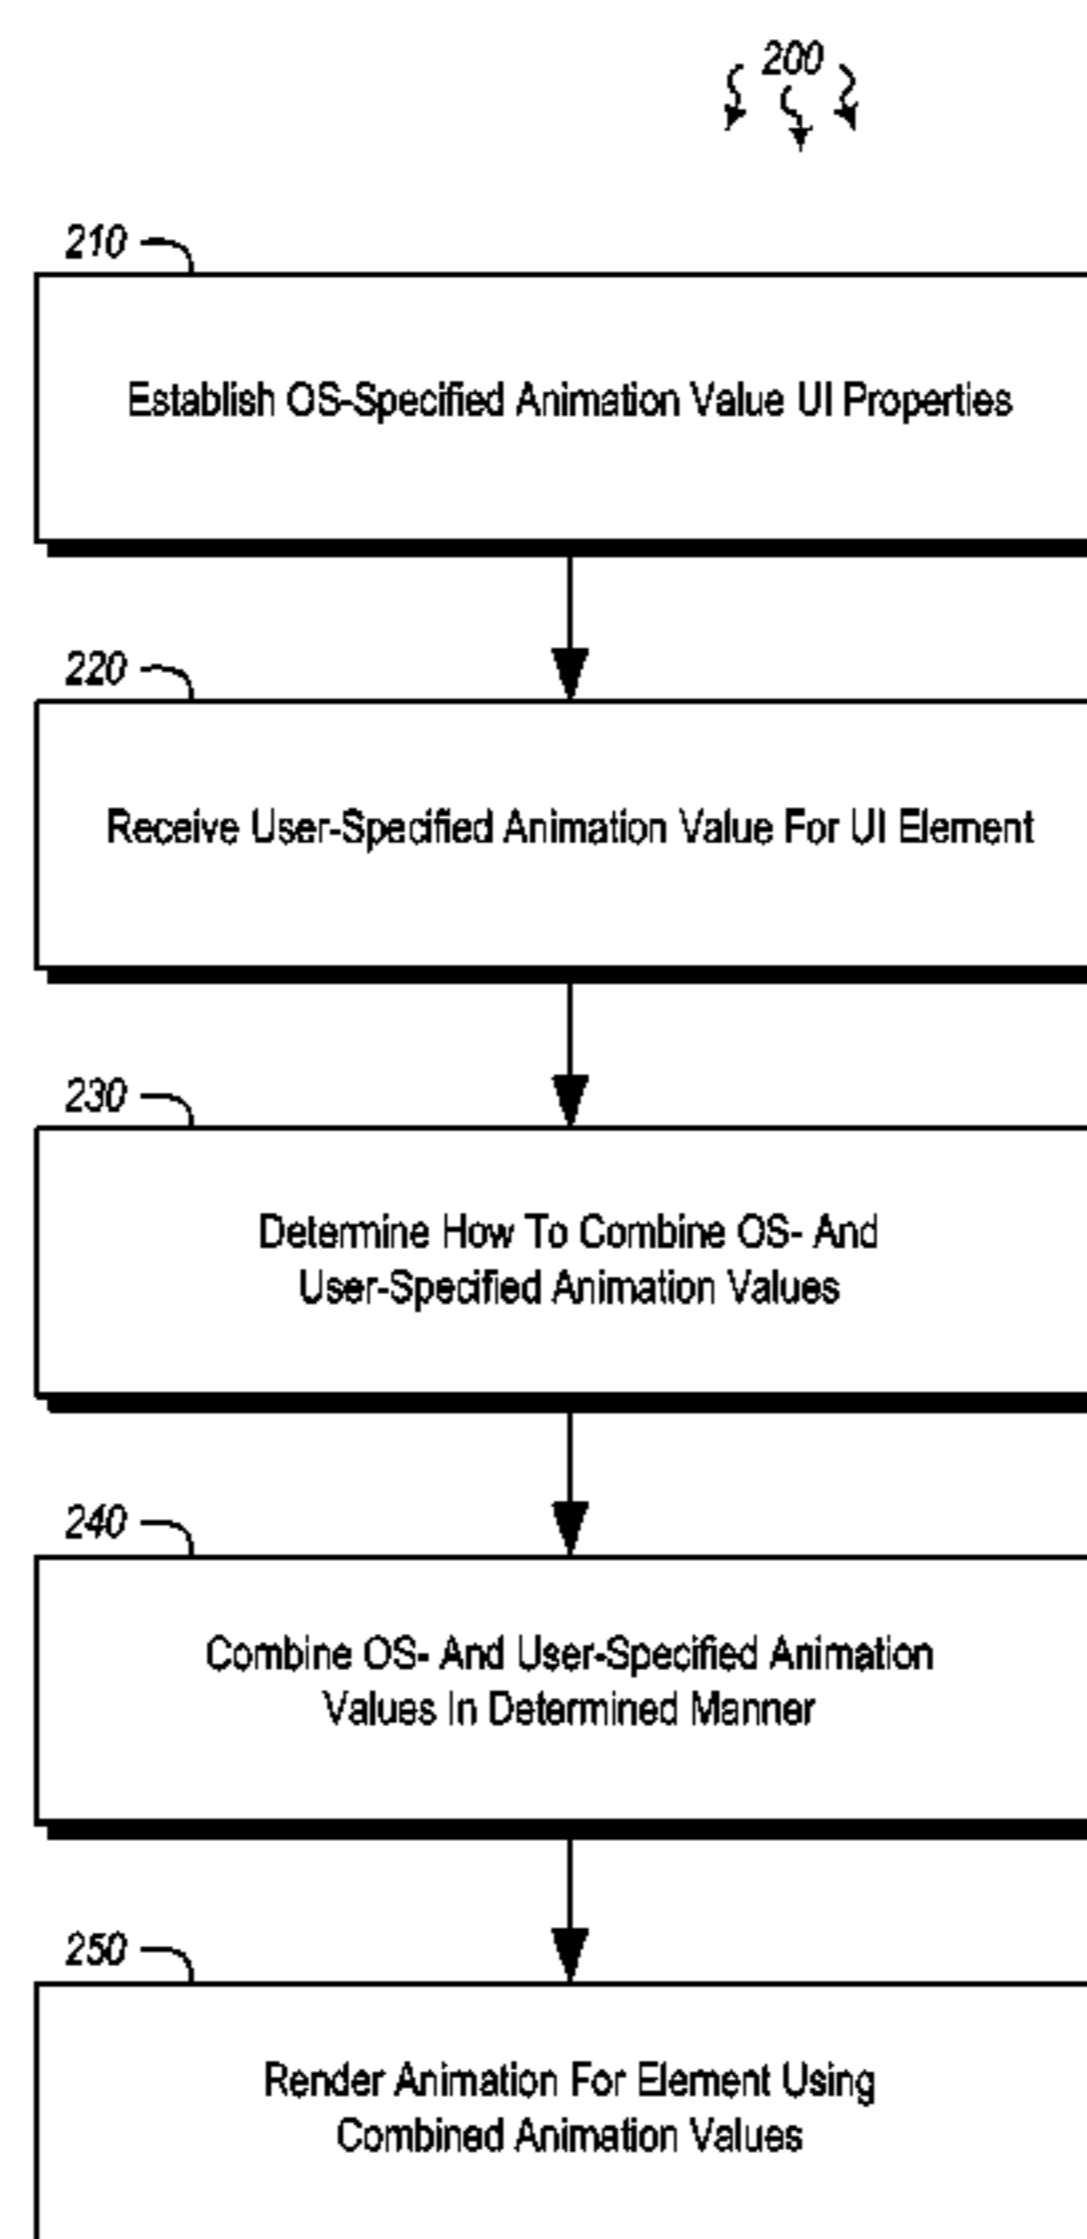 200
210
Establish OS-Specified Animation Value UI Properties
220
Receive User-Specified Animation Value For UI Element
230
Determine How To Combine OS- And
User-Specified Animation Values
240
Combine OS- And User-Specified Animation
Values In Determined Manner
250
Render Animation For Element Using
Combined Animation Values